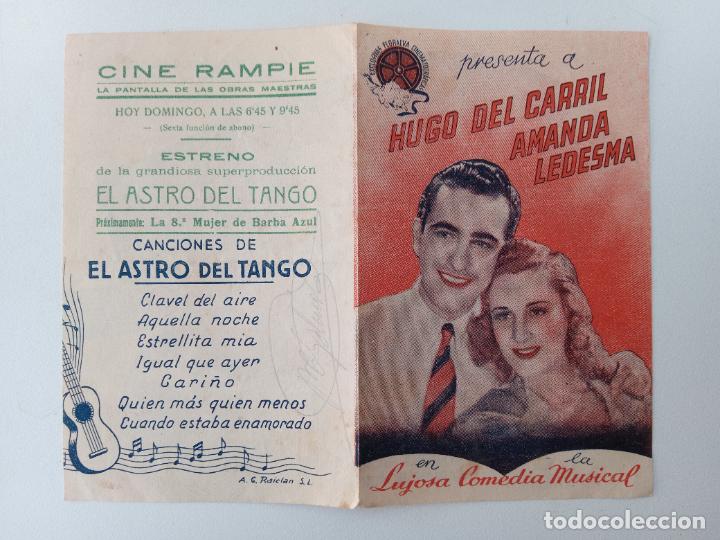 CINE RAMPIE
LA PANTALLA DE LAS OBRAS MAESTRAS
HOY DOMINGO, A LAS 6'45 Y 9'45
— (Sexta función de abono) —
ESTRENO
de la grandiosa superproducción
EL ASTRO DEL TANGO
Próximamente: La 8.ª Mujer de Barba Azul
CANCIONES DE
EL ASTRO DEL TANGO
Clavel del aire
Aquella noche
Estrellita mia
Igual que ayer
Cariño
Quien más quien menos
Cuando estaba enamorado
A. G. Raiclan S.L.
presenta a
HUGO DEL CARRIL
AMANDA
LEDESMA
en la
Lujosa Comedia Musical
todocoleccion
todocoleccion.net